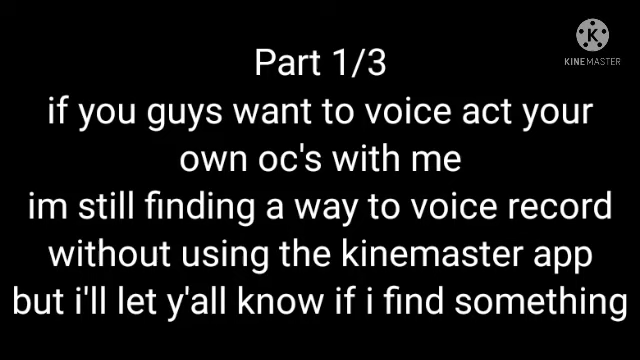 Part 1/3
if you guys want to voice act your
own oc's with me
im still finding a way to voice record
without using the kinemaster app
but i'll let y'all know if i find something
K
KINEMASTER